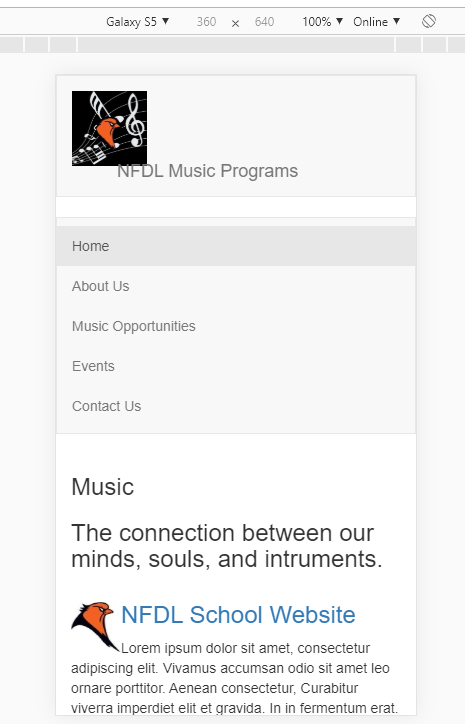 Galaxy S5 ▼ 360 × 640 100% ▼ Online ▼
NFDL Music Programs
Home
About Us
Music Opportunities
Events
Contact Us
Music
The connection between our
minds, souls, and intruments.
NFDL School Website
Lorem ipsum dolor sit amet, consectetur
adipiscing elit. Vivamus accumsan odio sit amet leo
ornare porttitor. Aenean consectetur, Curabitur
viverra imperdiet elit et gravida. In in fermentum erat.